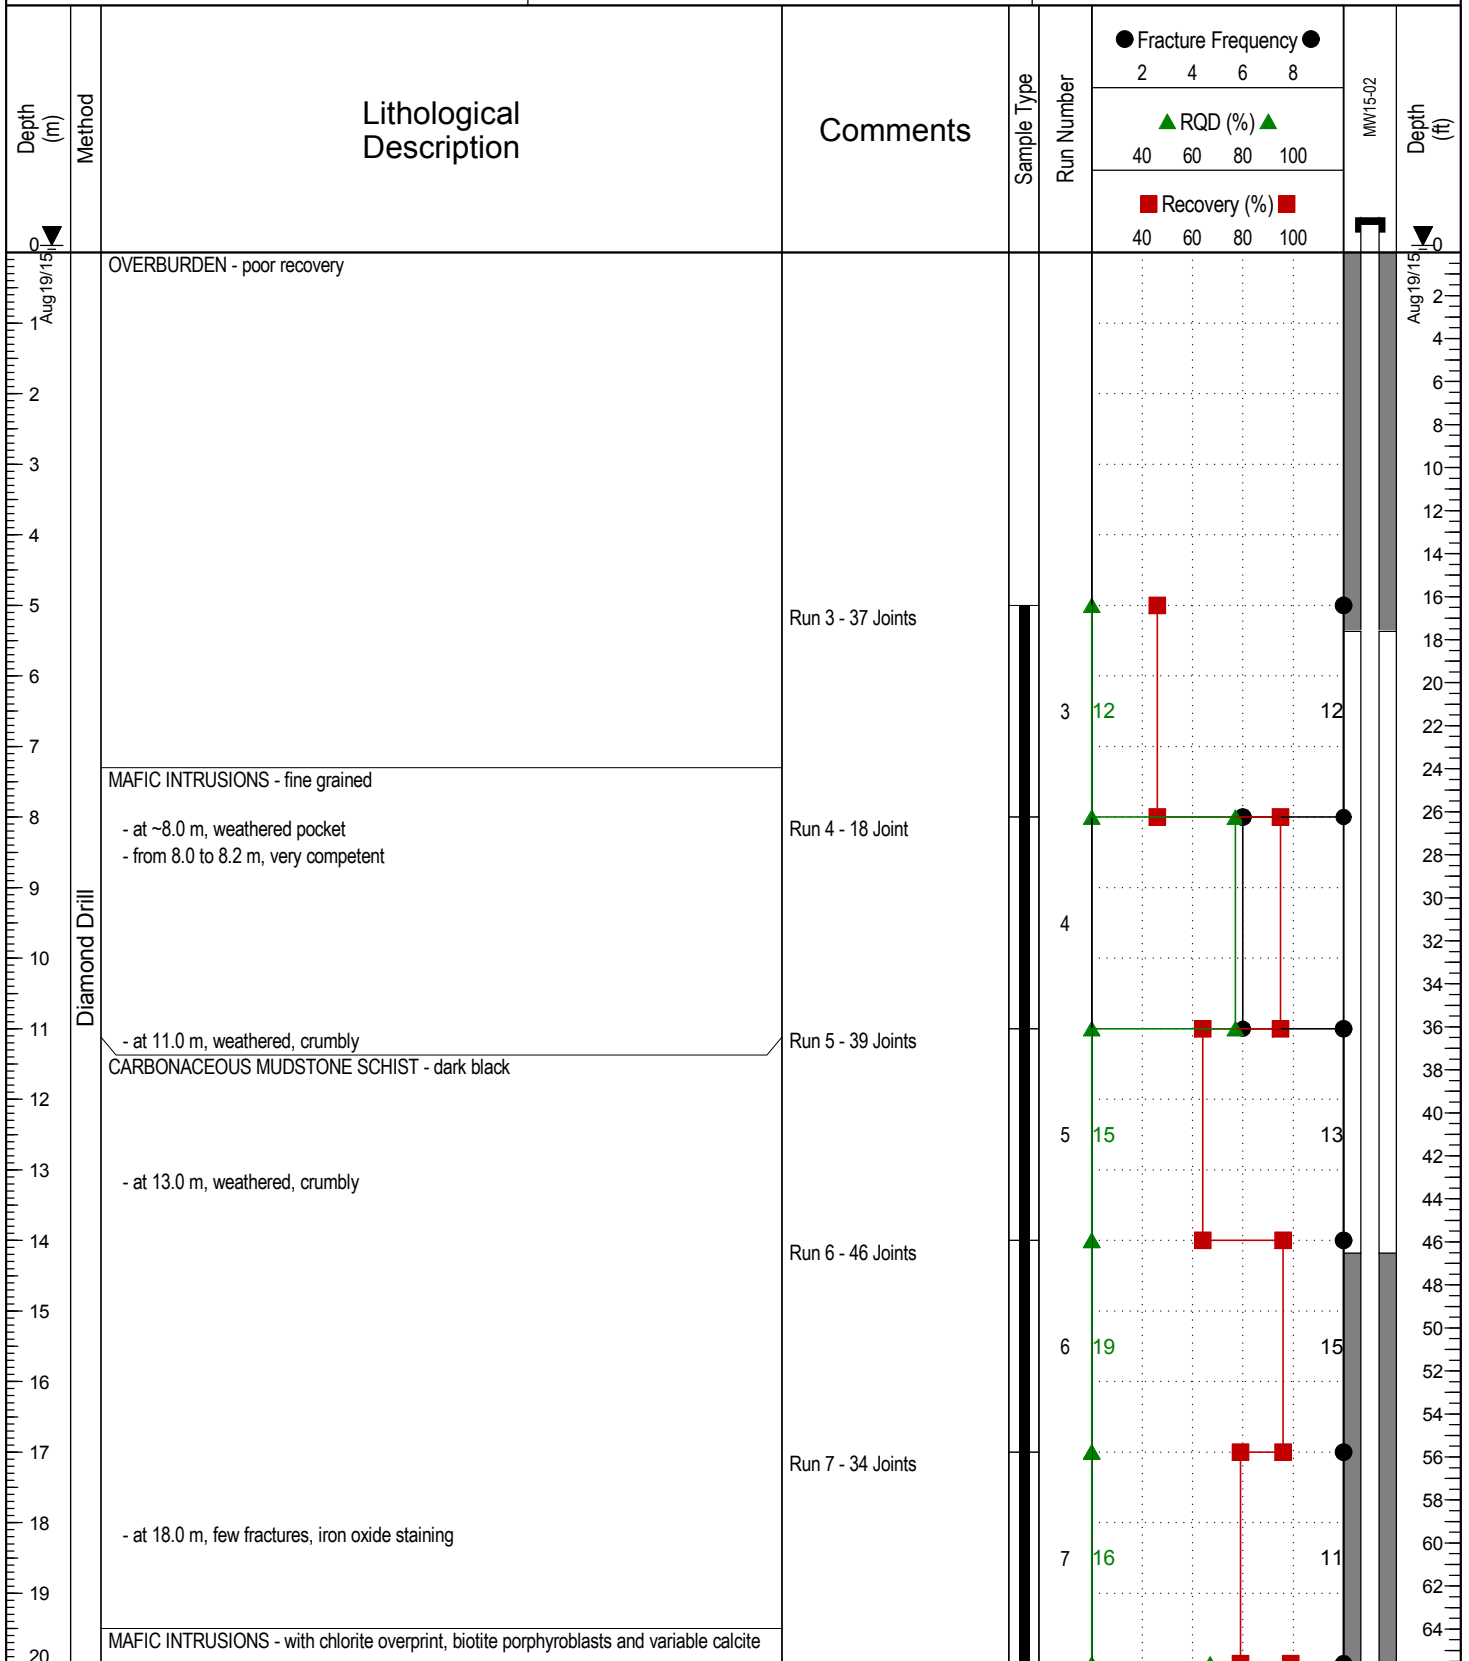 Depth
(m)
Method
Lithological
Description
Comments
Sample Type
Run Number
Fracture Frequency
2 4 6 8
RQD (%)
40 60 80 100
Recovery (%)
40 60 80 100
MW15-02
Depth
(ft)
0
0
Aug19/15
Aug19/15
Diamond Drill
OVERBURDEN - poor recovery
1
2
3
4
5
6
7
8
9
10
11
12
13
14
15
16
17
18
19
20
MAFIC INTRUSIONS - fine grained
- at ~8.0 m, weathered pocket
- from 8.0 to 8.2 m, very competent
- at 11.0 m, weathered, crumbly
CARBONACEOUS MUDSTONE SCHIST - dark black
- at 13.0 m, weathered, crumbly
- at 18.0 m, few fractures, iron oxide staining
MAFIC INTRUSIONS - with chlorite overprint, biotite porphyroblasts and variable calcite
Run 3 - 37 Joints
Run 4 - 18 Joint
Run 5 - 39 Joints
Run 6 - 46 Joints
Run 7 - 34 Joints
3 12 12
4
5 15 13
6 19 15
7 16 11
2
4
6
8
10
12
14
16
18
20
22
24
26
28
30
32
34
36
38
40
42
44
46
48
50
52
54
56
58
60
62
64